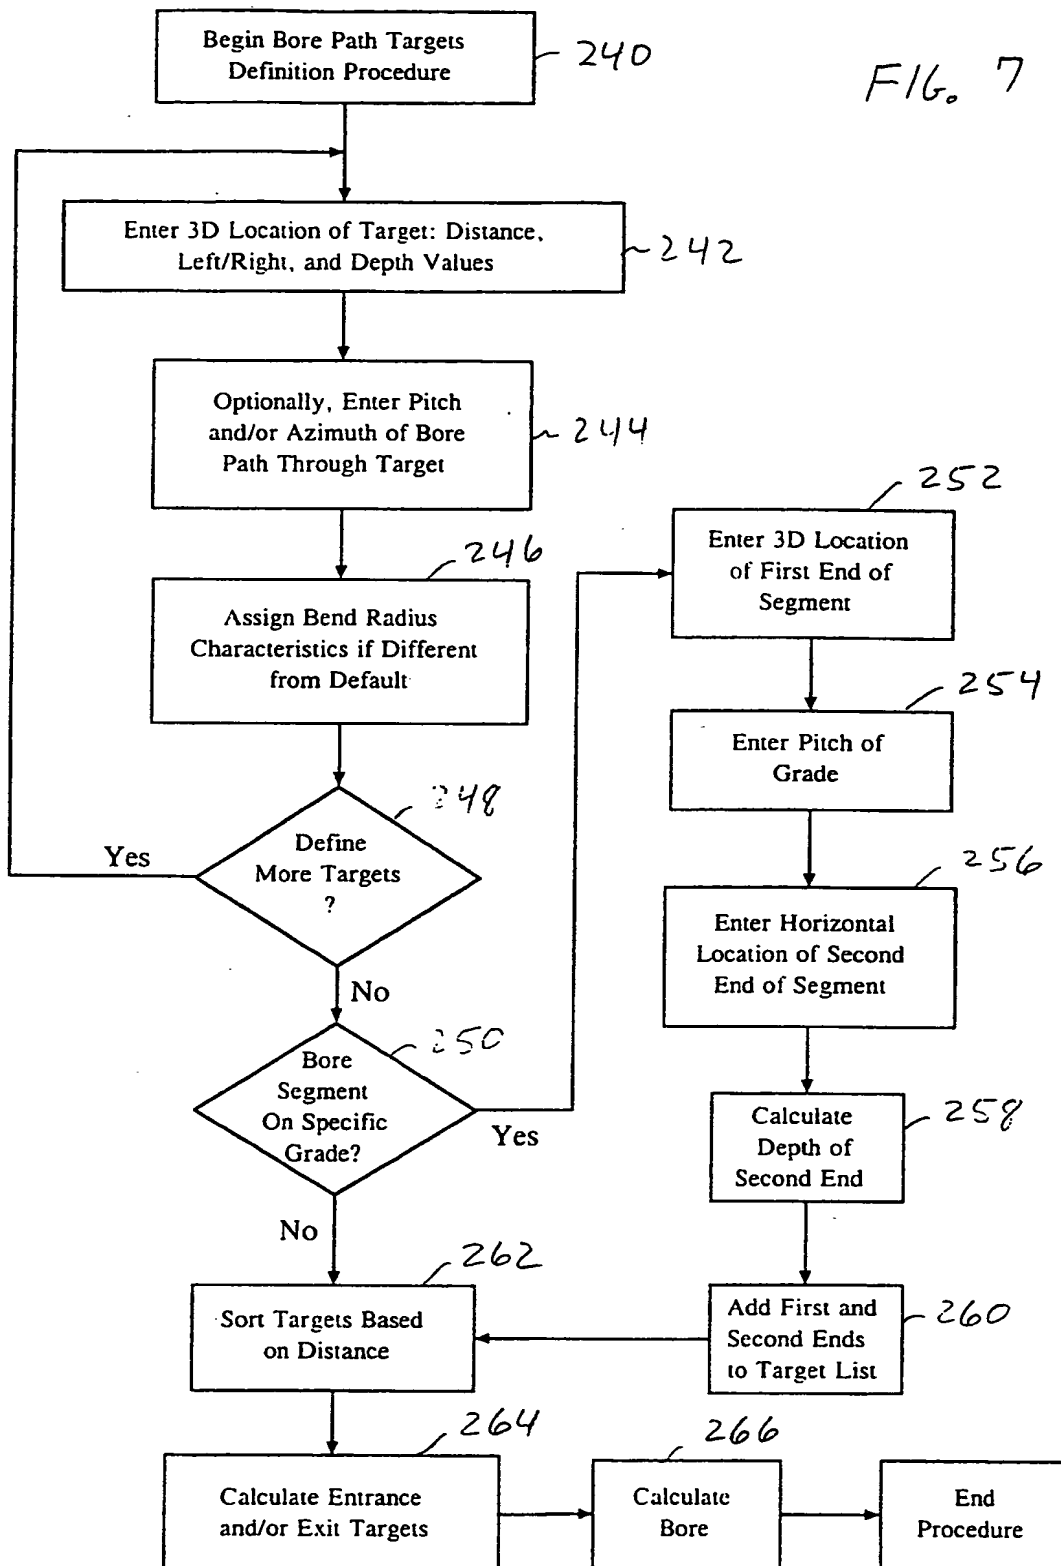 Begin Bore Path Targets
Definition Procedure
240
FIG. 7
Enter 3D Location of Target: Distance,
Left/Right, and Depth Values
242
Optionally, Enter Pitch
and/or Azimuth of Bore
Path Through Target
244
246
Assign Bend Radius
Characteristics if Different
from Default
248
Define
More Targets
?
Yes
No
250
Bore
Segment
On Specific
Grade?
Yes
No
252
Enter 3D Location
of First End of
Segment
254
Enter Pitch of
Grade
256
Enter Horizontal
Location of Second
End of Segment
258
Calculate
Depth of
Second End
260
Add First and
Second Ends
to Target List
262
Sort Targets Based
on Distance
264
Calculate Entrance
and/or Exit Targets
266
Calculate
Bore
End
Procedure